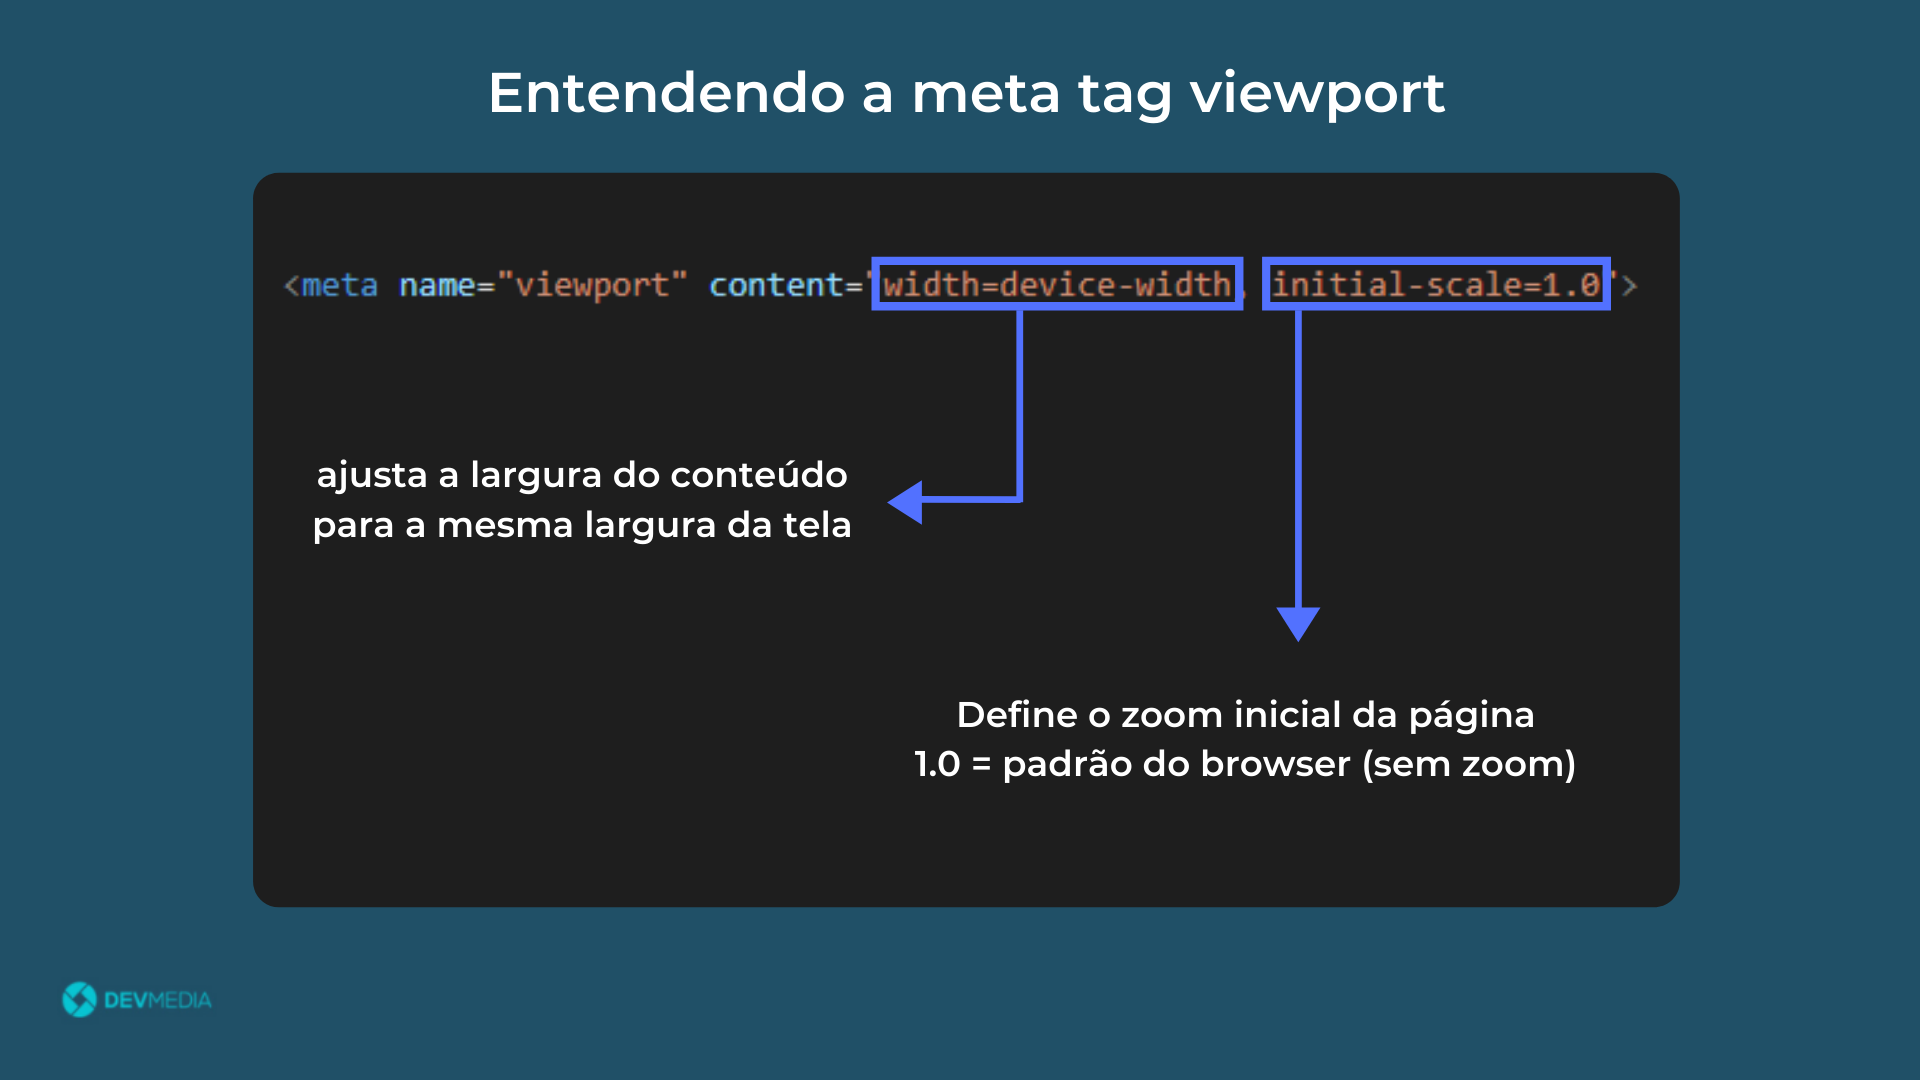 Entendendo a meta tag viewport
<meta name="viewport" content="width=device-width, initial-scale=1.0">
ajusta a largura do conteúdo
para a mesma largura da tela
Define o zoom inicial da página
1.0 = padrão do browser (sem zoom)
DEVMEDIA